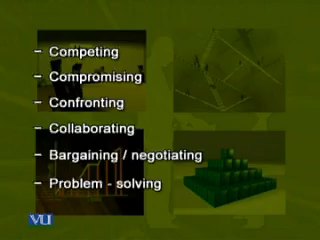 - Competing
- Compromising
- Confronting
- Collaborating
- Bargaining / negotiating
- Problem - solving
VU